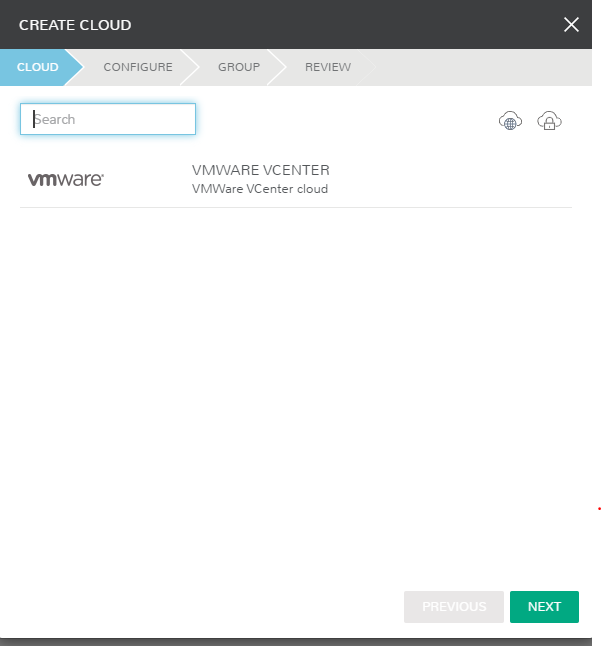 CREATE CLOUD
CLOUD
CONFIGURE
GROUP
REVIEW
Search
vmware®
VMWARE VCENTER
VMWare VCenter cloud
PREVIOUS
NEXT